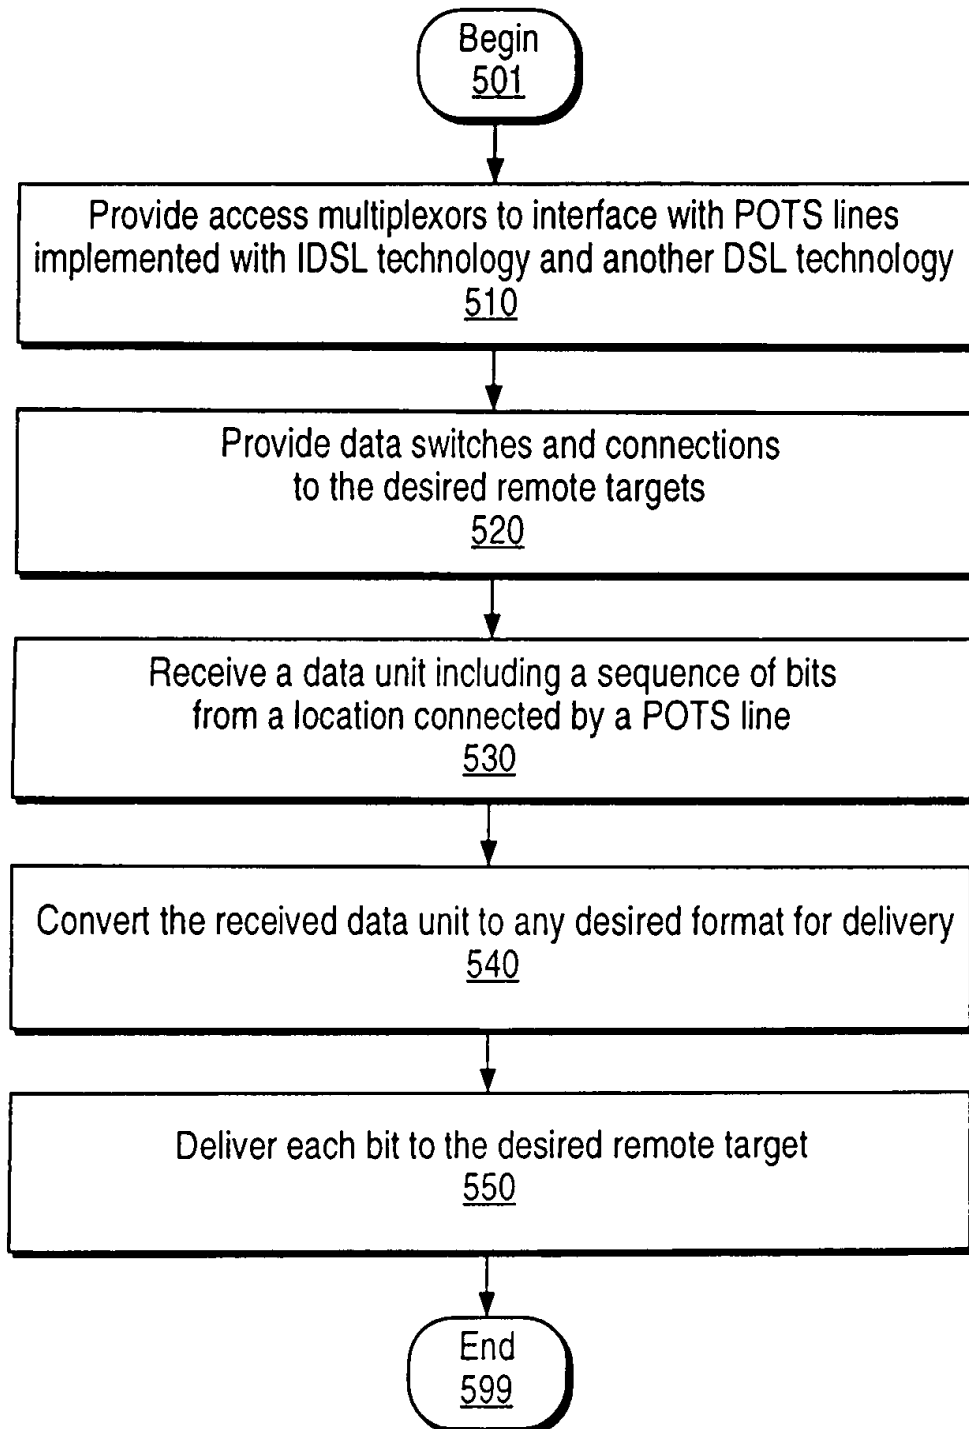 Begin
501
Provide access multiplexors to interface with POTS lines
implemented with IDSL technology and another DSL technology
510
Provide data switches and connections
to the desired remote targets
520
Receive a data unit including a sequence of bits
from a location connected by a POTS line
530
Convert the received data unit to any desired format for delivery
540
Deliver each bit to the desired remote target
550
End
599